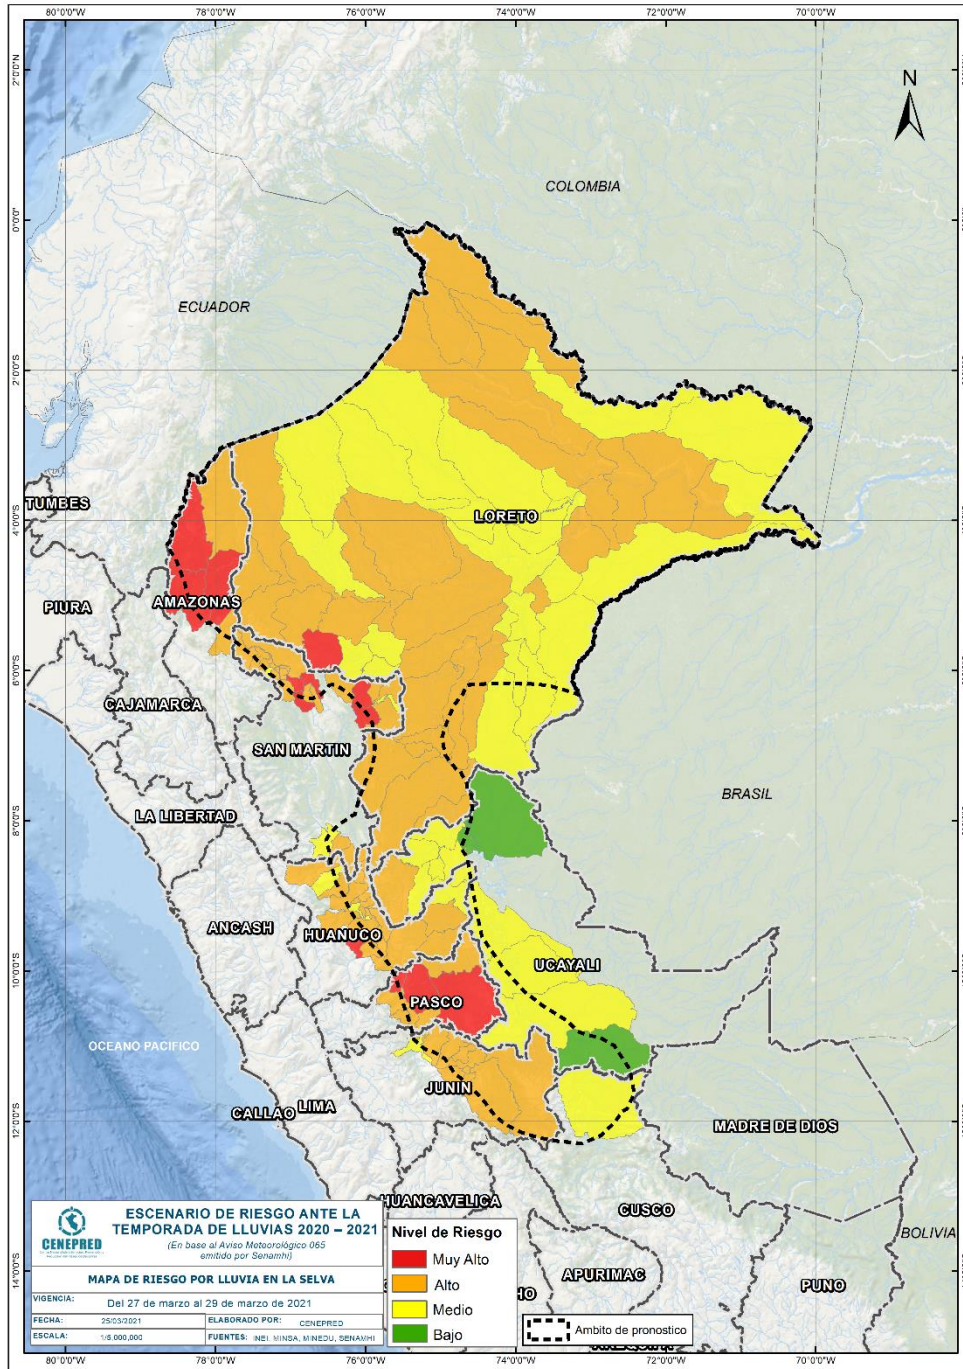 80°0'0"W 78°0'0"W 76°0'0"W 74°0'0"W 72°0'0"W 70°0'0"W
2°0'0"N
N
COLOMBIA
0°0'0"
ECUADOR
2°0'0"S
TUMBES
4°0'0"S
LORETO
AMAZONAS
PIURA
6°0'0"S
CAJAMARCA
SAN MARTIN
BRASIL
LA LIBERTAD
8°0'0"S
ANCASH
HUANUCO
UCAYALI
10°0'0"S
PASCO
OCEANO PACIFICO
JUNIN
CALLAO
LIMA
12°0'0"S
MADRE DE DIOS
HUANCAVELICA
CUSCO
BOLIVIA
APURIMAC
14°0'0"S
PUNO
CENEPRED
ESCENARIO DE RIESGO ANTE LA
TEMPORADA DE LLUVIAS 2020 – 2021
(En base al Aviso Meteorológico 065
emitido por Senamhi)
MAPA DE RIESGO POR LLUVIA EN LA SELVA
VIGENCIA: Del 27 de marzo al 29 de marzo de 2021
FECHA: 25/03/2021 ELABORADO POR: CENEPRED
ESCALA: 1/5,000,000 FUENTES: INEI, MINSA, MINEDU, SENAMHI
Nivel de Riesgo
Muy Alto
Alto
Medio
Bajo
Ambito de pronostico
80°0'0"W 78°0'0"W 76°0'0"W 74°0'0"W 72°0'0"W 70°0'0"W